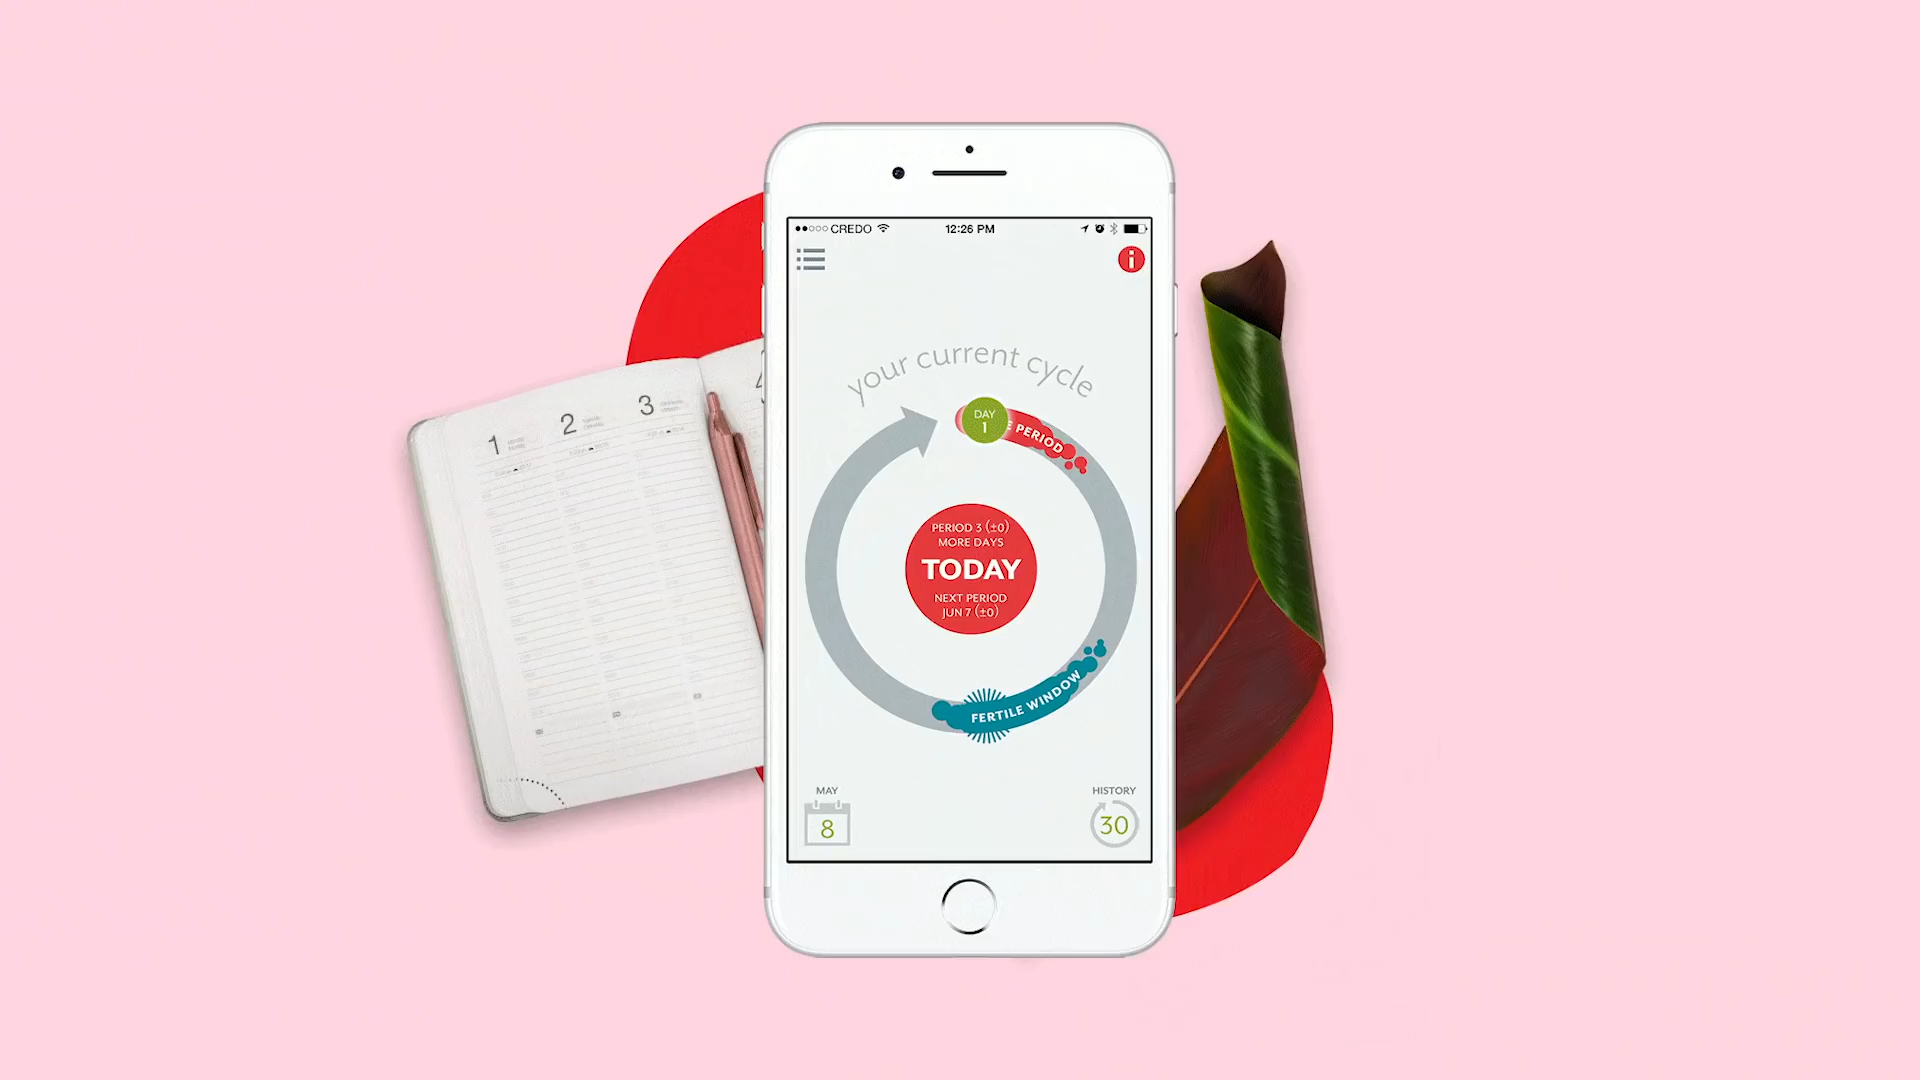 CREDO
12:26 PM
your current cycle
DAY
1
E PERIOD
PERIOD 3 (±0)
MORE DAYS
TODAY
NEXT PERIOD
JUN 7 (±0)
FERTILE WINDOW
MAY
8
HISTORY
30
1
2
3